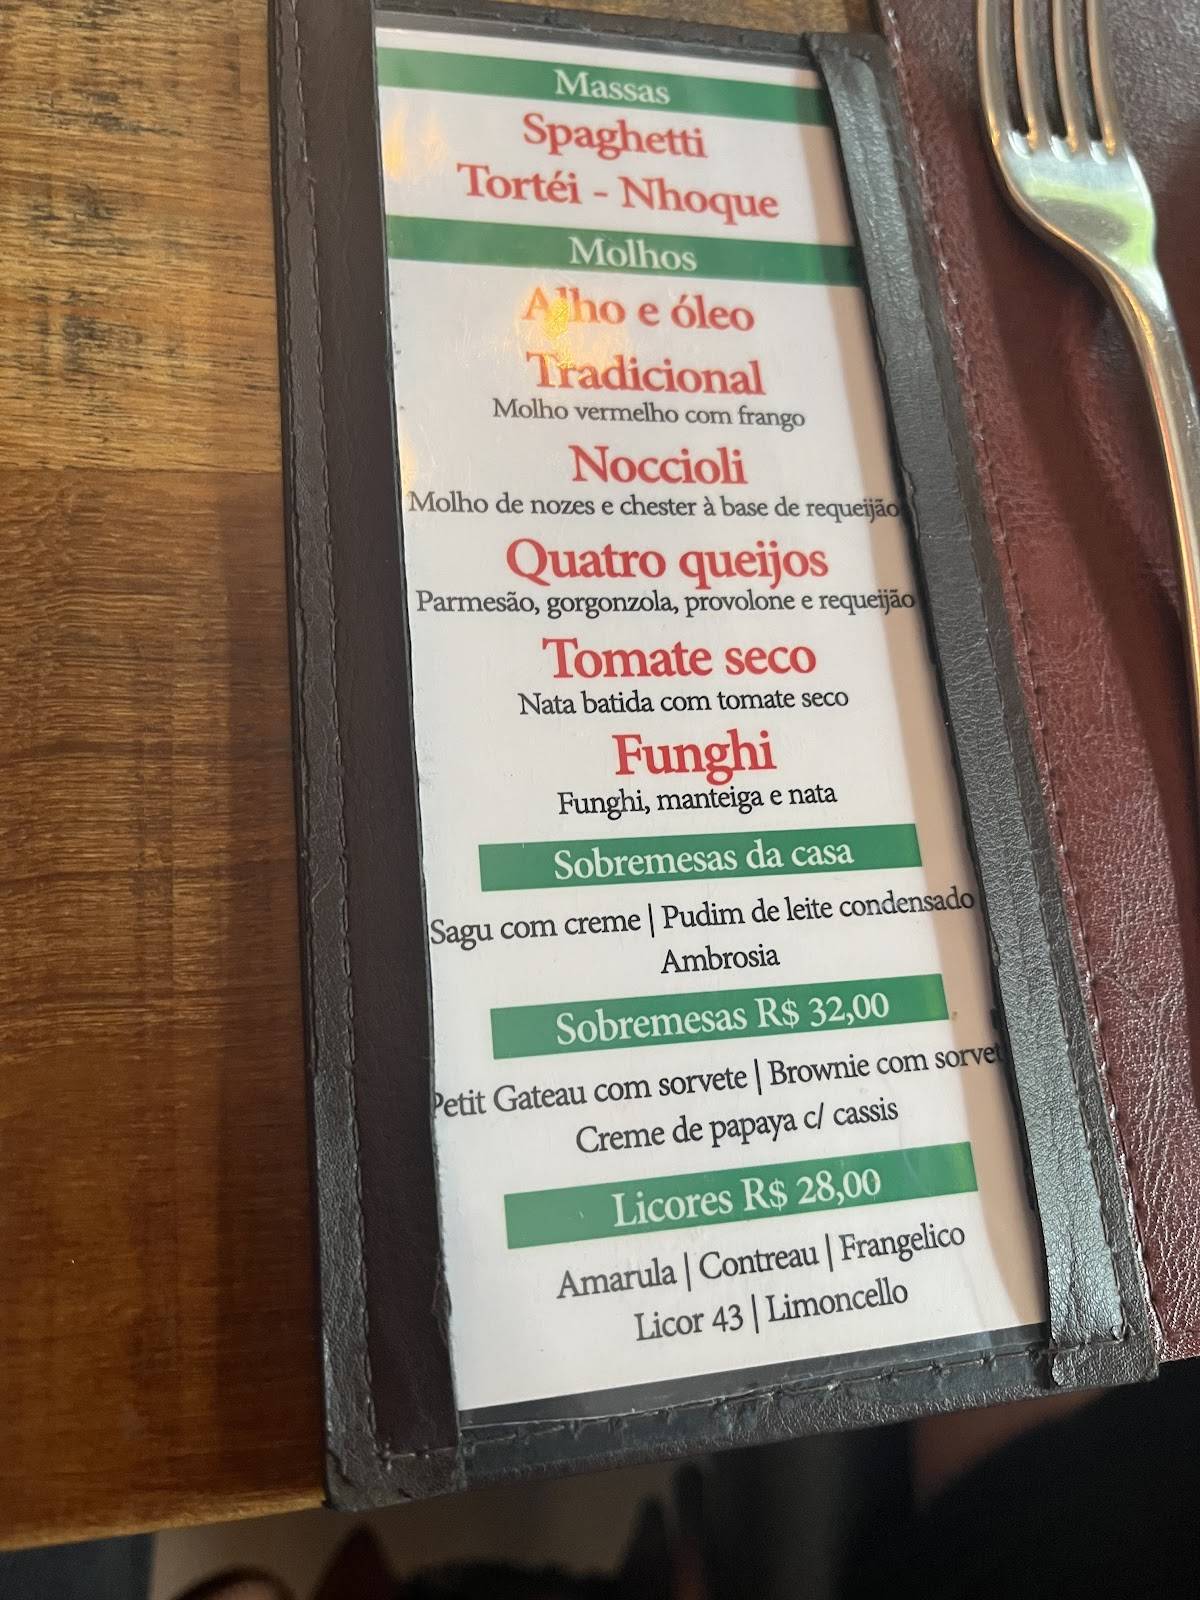 Massas
Spaghetti
Tortéi - Nhoque
Molhos
Alho e óleo
Tradicional
Molho vermelho com frango
Noccioli
Molho de nozes e chester à base de requeijão
Quatro queijos
Parmesão, gorgonzola, provolone e requeijão
Tomate seco
Nata batida com tomate seco
Funghi
Funghi, manteiga e nata
Sobremesas da casa
Sagu com creme | Pudim de leite condensado
Ambrosia
Sobremesas R$ 32,00
Petit Gateau com sorvete | Brownie com sorvet
Creme de papaya c/ cassis
Licores R$ 28,00
Amarula | Contreau | Frangelico
Licor 43 | Limoncello